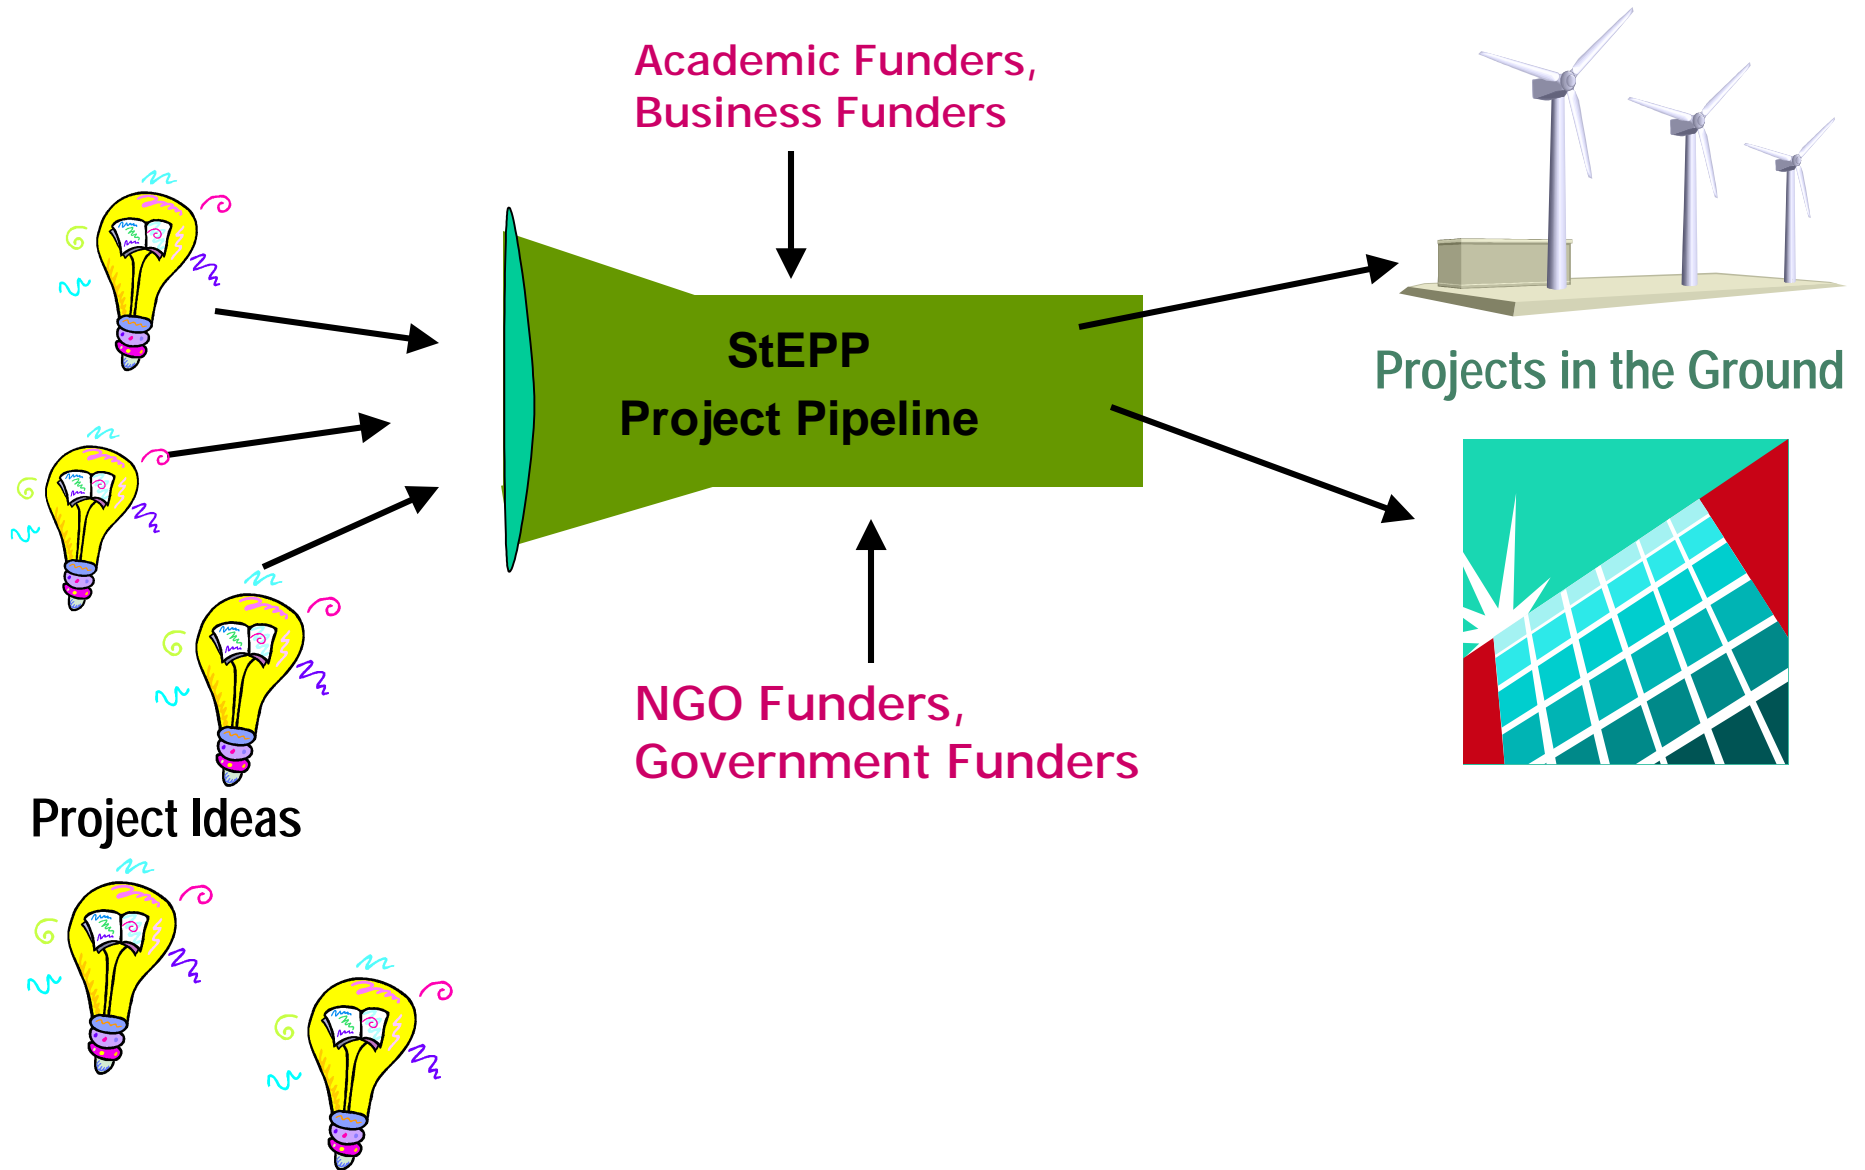 Academic Funders,
Business Funders
StEPP
Project Pipeline
Projects in the Ground
NGO Funders,
Government Funders
Project Ideas